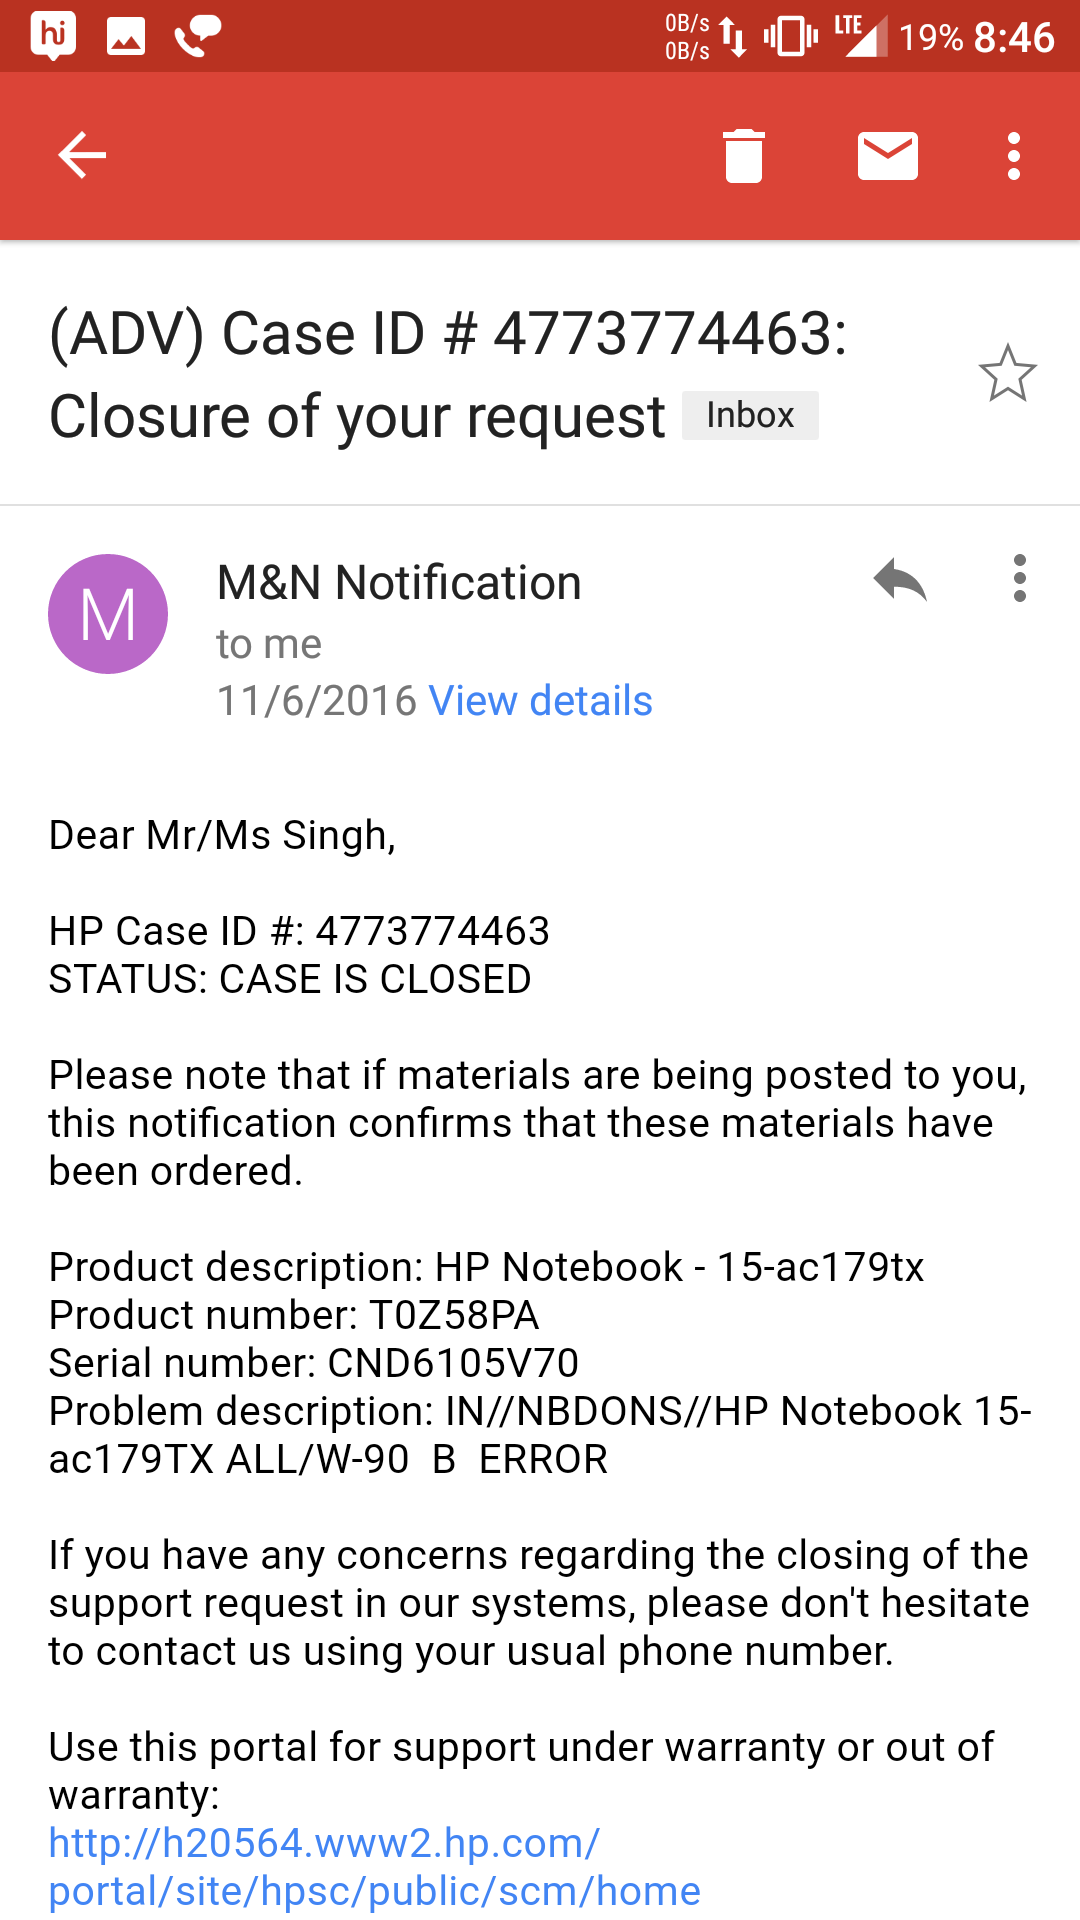 hi 0B/s 0B/s LTE 19% 8:46
(ADV) Case ID # 4773774463:
Closure of your request Inbox
M M&N Notification
to me
11/6/2016 View details
Dear Mr/Ms Singh,
HP Case ID #: 4773774463
STATUS: CASE IS CLOSED
Please note that if materials are being posted to you,
this notification confirms that these materials have
been ordered.
Product description: HP Notebook - 15-ac179tx
Product number: T0Z58PA
Serial number: CND6105V70
Problem description: IN//NBDONS//HP Notebook 15-
ac179TX ALL/W-90  B  ERROR
If you have any concerns regarding the closing of the
support request in our systems, please don't hesitate
to contact us using your usual phone number.
Use this portal for support under warranty or out of
warranty:
http://h20564.www2.hp.com/
portal/site/hpsc/public/scm/home